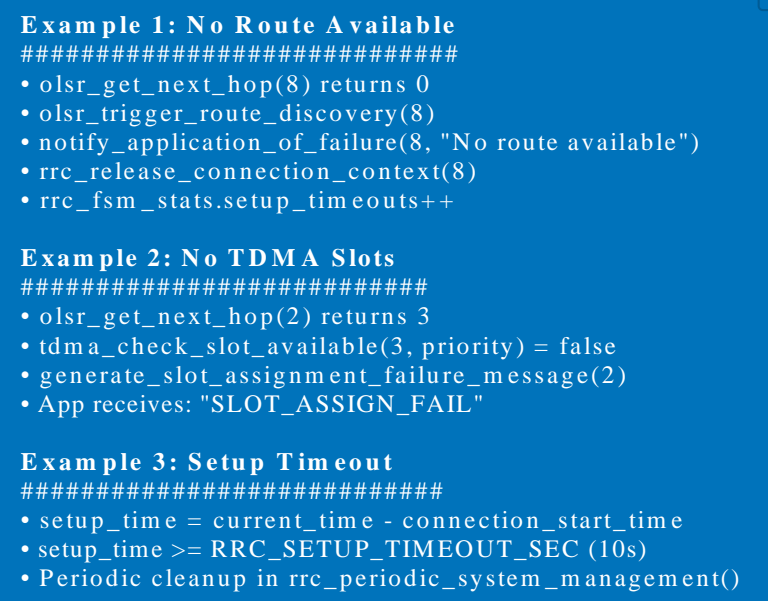 Example 1: No Route Available
#############################
• olsr_get_next_hop(8) returns 0
• olsr_trigger_route_discovery(8)
• notify_application_of_failure(8, "No route available")
• rrc_release_connection_context(8)
• rrc_fsm_stats.setup_timeouts++

Example 2: No TDMA Slots
###########################
• olsr_get_next_hop(2) returns 3
• tdma_check_slot_available(3, priority) = false
• generate_slot_assignment_failure_message(2)
• App receives: "SLOT_ASSIGN_FAIL"

Example 3: Setup Timeout
############################
• setup_time = current_time - connection_start_time
• setup_time >= RRC_SETUP_TIMEOUT_SEC (10s)
• Periodic cleanup in rrc_periodic_system_management()